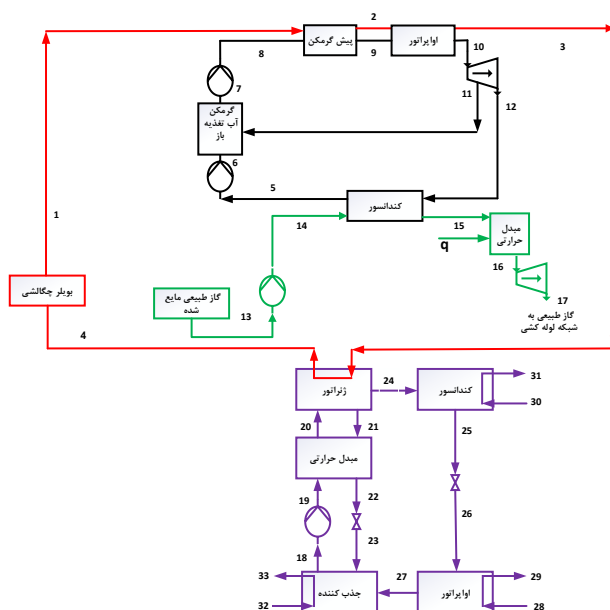 2
3
پیش گرمکن
اواپراتور
8
9
10
7
11
12
گرمکن
آب تغذیه
باز
6
5
کندانسور
1
14
15
مبدل
حرارتی
q
16
بویلر چگالشی
گاز طبیعی مایع
شده
13
17
گاز طبیعی به
شبکه لوله کشی
4
ژنراتور
24
کندانسور
31
30
20
21
25
مبدل حرارتی
22
19
26
23
18
27
33
جذب کننده
اواپراتور
29
32
28